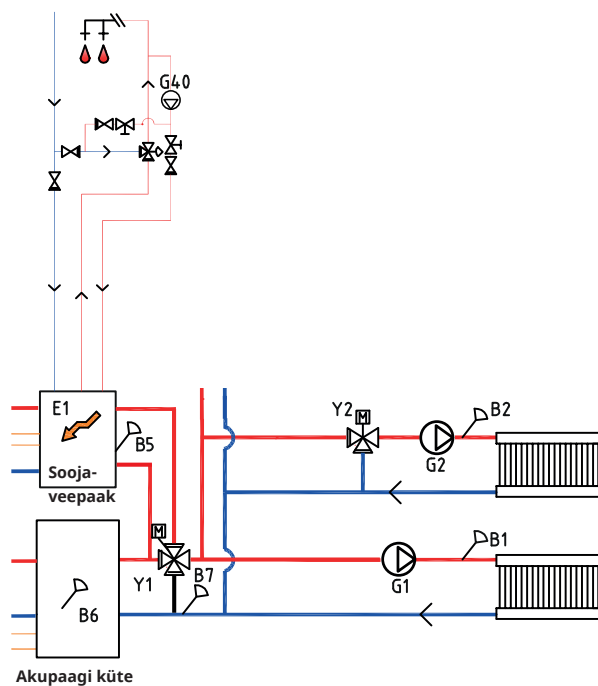 G40
E1
B5
Sooja-
veepaak
Y2
M
B2
G2
M
Y1
B7
B1
G1
B6
Akupaagi küte